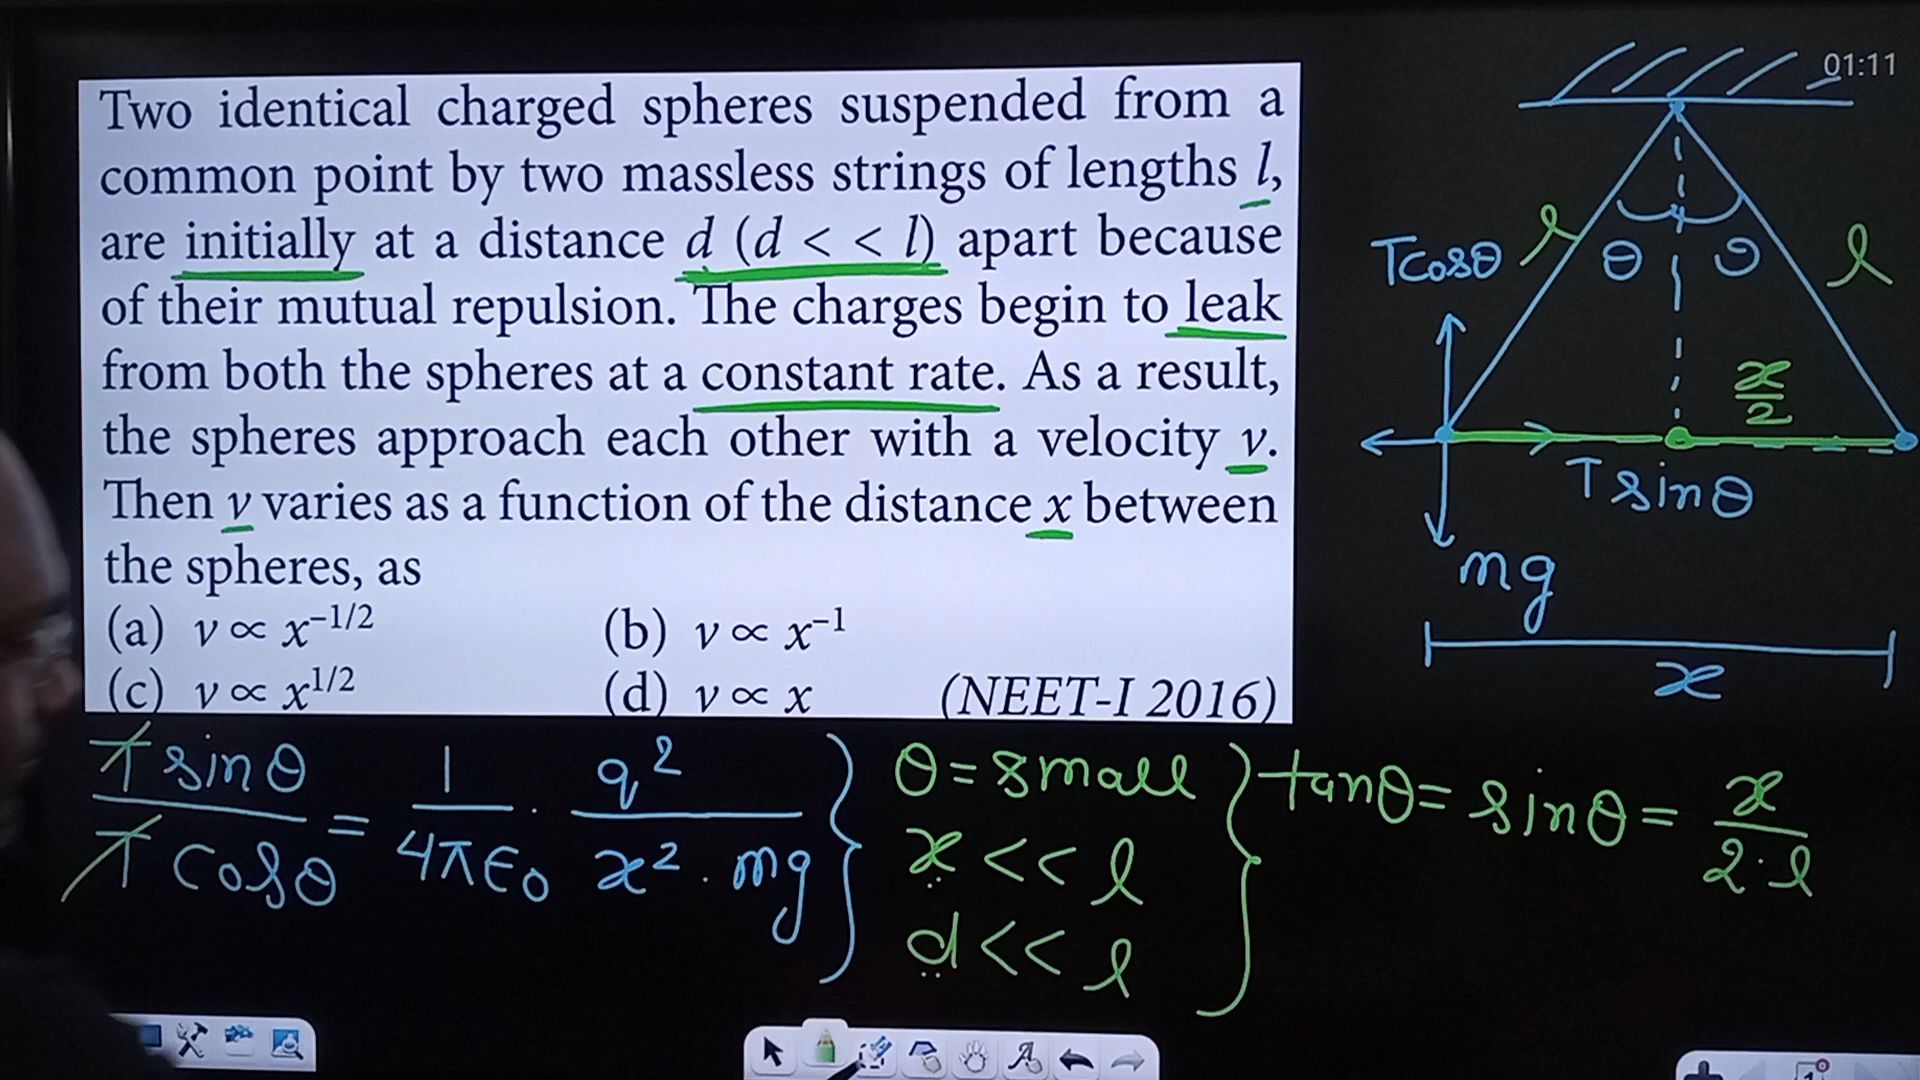 01:11
Two identical charged spheres suspended from a
common point by two massless strings of lengths l,
are initially at a distance d (d < < l) apart because
of their mutual repulsion. The charges begin to leak
from both the spheres at a constant rate. As a result,
the spheres approach each other with a velocity v.
Then v varies as a function of the distance x between
the spheres, as
(a) v ∝ x⁻¹/² (b) v ∝ x⁻¹
(c) v ∝ x¹/² (d) v ∝ x (NEET-I 2016)
Tcosθ l θ θ l
x/2
T sinθ
mg
x
T sinθ / T cosθ = 1/4πε₀ · q²/x² · mg
θ = small
x << l
d << l
tanθ = sinθ = x/2·l